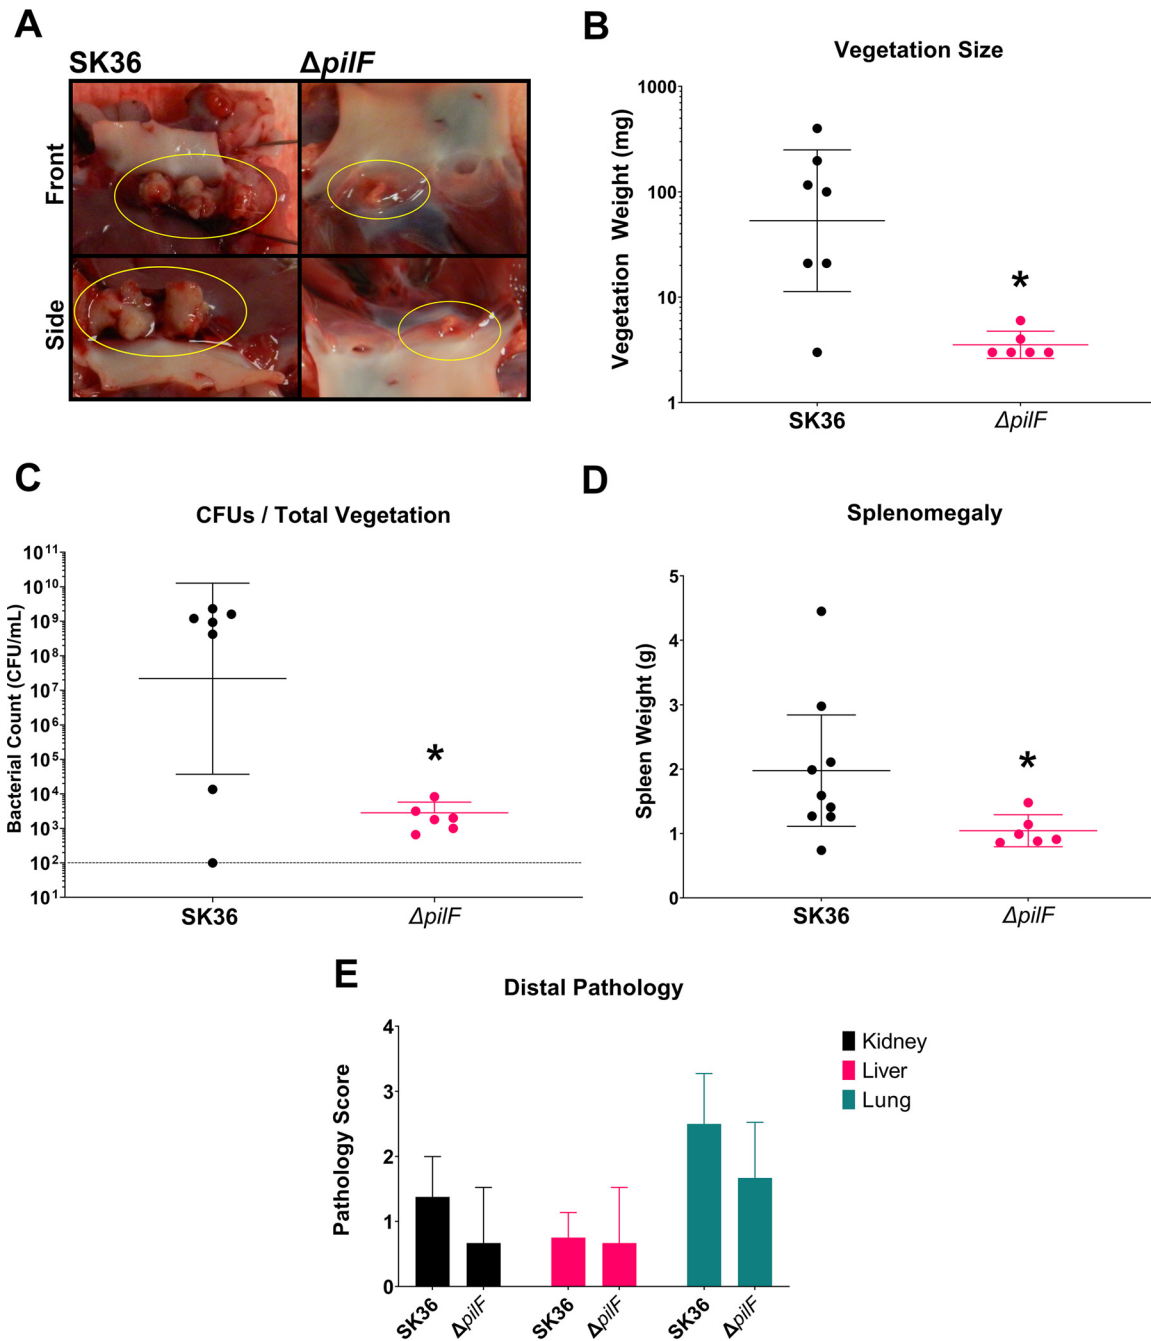 A
SK36
ΔpilF
Front
Side
B
Vegetation Size
Vegetation Weight (mg)
1000
100
10
1
*
SK36
ΔpilF
C
CFUs / Total Vegetation
Bacterial Count (CFU/mL)
10¹¹
10¹⁰
10⁹
10⁸
10⁷
10⁶
10⁵
10⁴
10³
10²
10¹
*
SK36
ΔpilF
D
Splenomegaly
Spleen Weight (g)
5
4
3
2
1
0
*
SK36
ΔpilF
E
Distal Pathology
Pathology Score
4
3
2
1
0
SK36
ΔpilF
SK36
ΔpilF
SK36
ΔpilF
Kidney
Liver
Lung